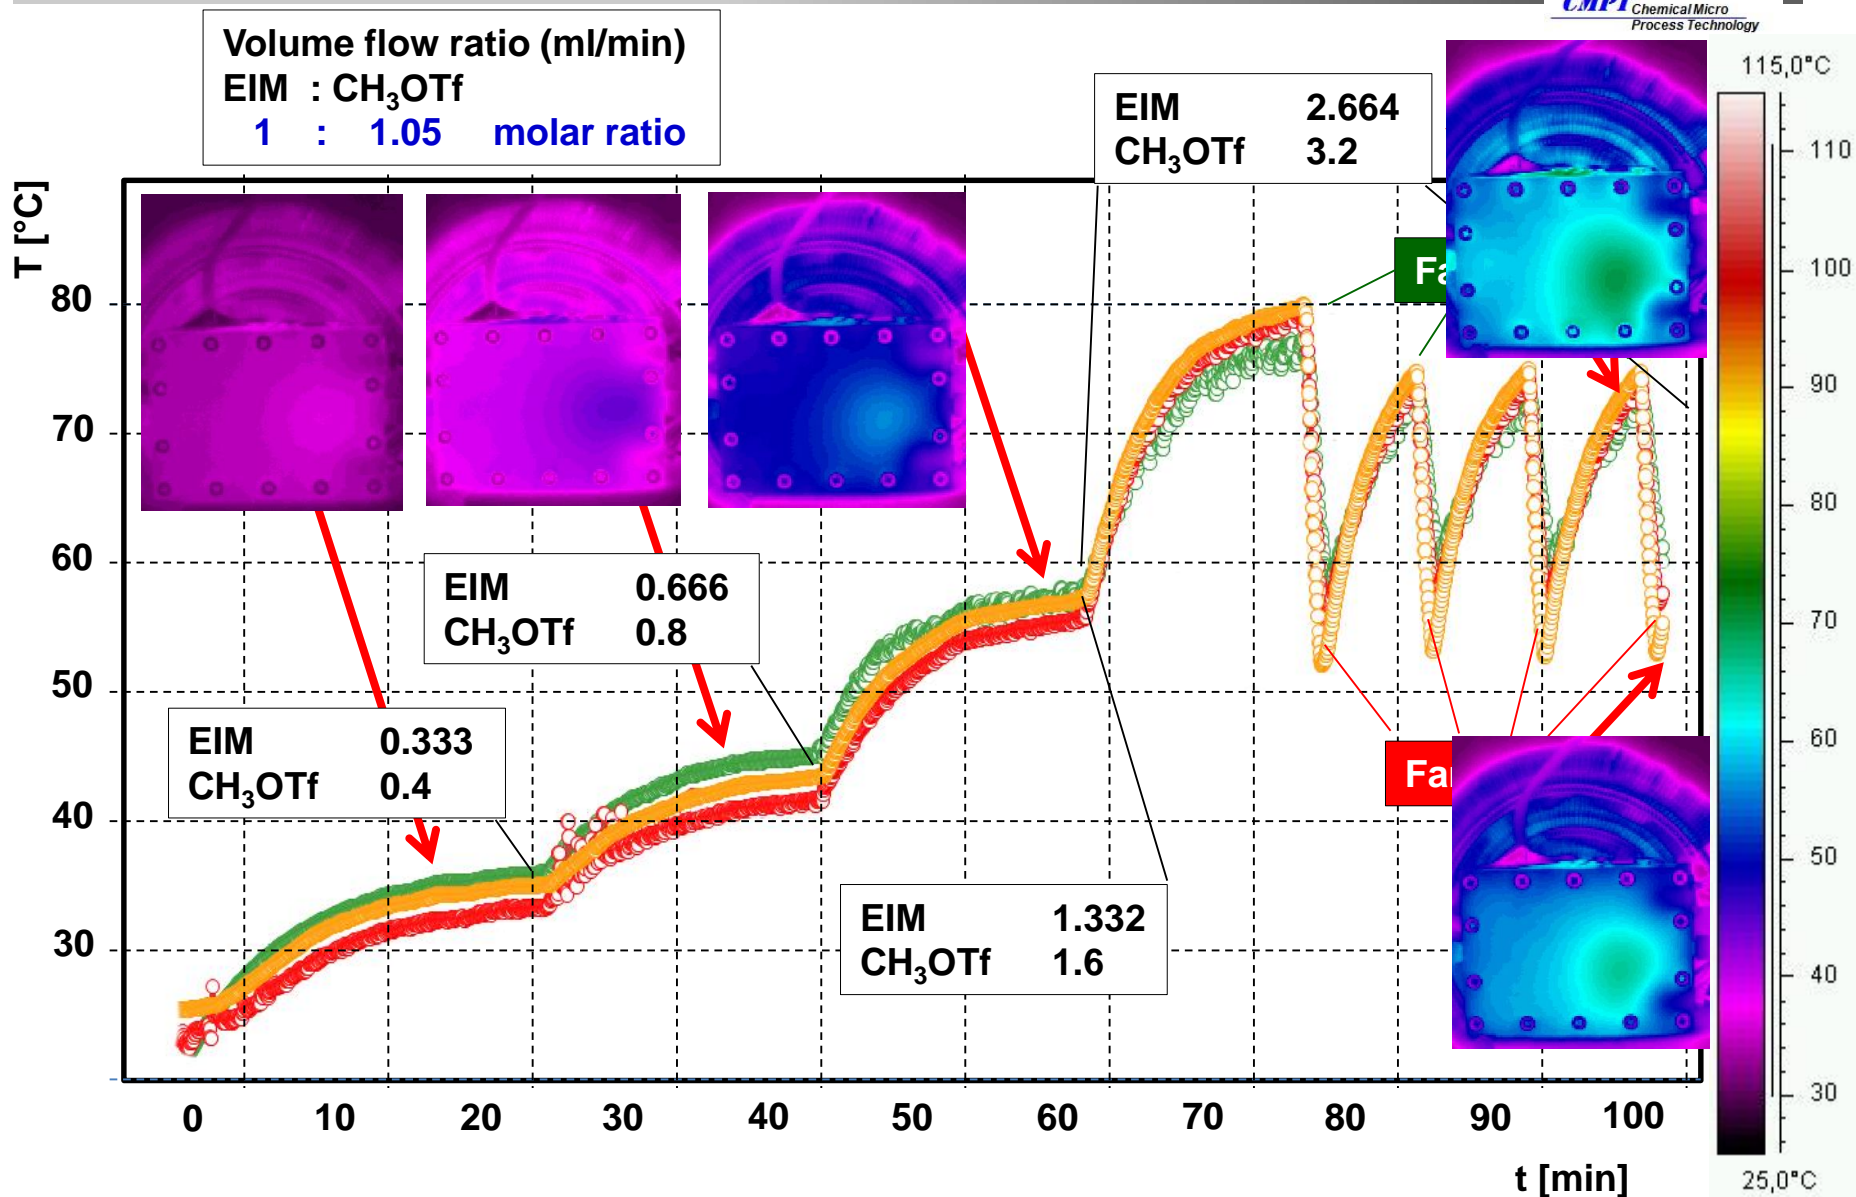 CMPT Chemical Micro
Process Technology
Volume flow ratio (ml/min)
EIM : CH₃OTf
1 : 1.05 molar ratio
EIM 2.664
CH₃OTf 3.2
115,0°C
110
100
90
80
70
60
50
40
30
25,0°C
T [°C]
80
70
60
50
40
30
EIM 0.666
CH₃OTf 0.8
EIM 0.333
CH₃OTf 0.4
EIM 1.332
CH₃OTf 1.6
0 10 20 30 40 50 60 70 80 90 100
t [min]